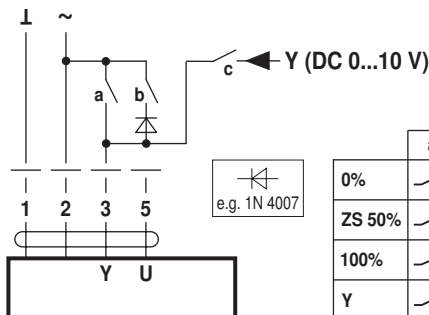 ⊥ ~
a b c Y (DC 0...10 V)
e.g. 1N 4007
1 2 3 5
Y U
0%
ZS 50%
100%
Y